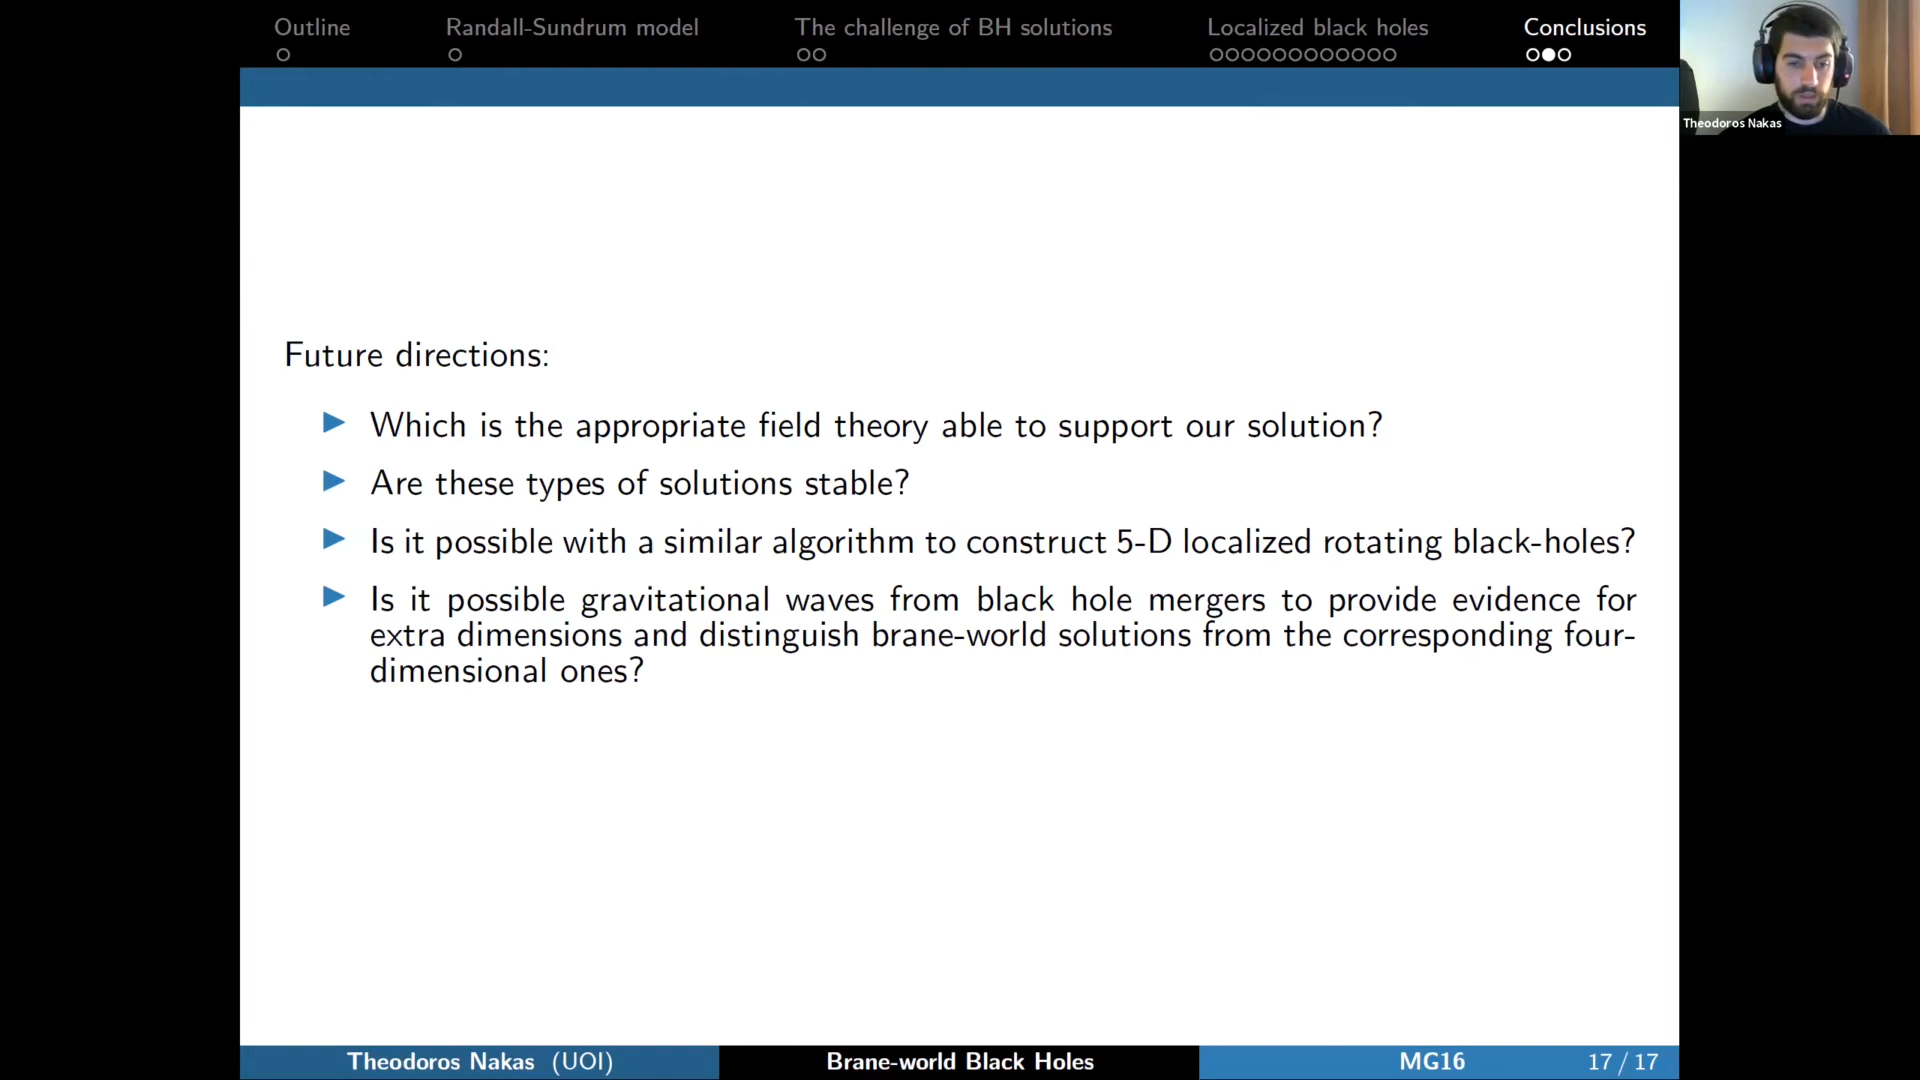 Outline
Randall-Sundrum model
The challenge of BH solutions
Localized black holes
Conclusions
Theodoros Nakas
Future directions:
Which is the appropriate field theory able to support our solution?
Are these types of solutions stable?
Is it possible with a similar algorithm to construct 5-D localized rotating black-holes?
Is it possible gravitational waves from black hole mergers to provide evidence for
extra dimensions and distinguish brane-world solutions from the corresponding four-
dimensional ones?
Theodoros Nakas (UOI)
Brane-world Black Holes
MG16
17 / 17